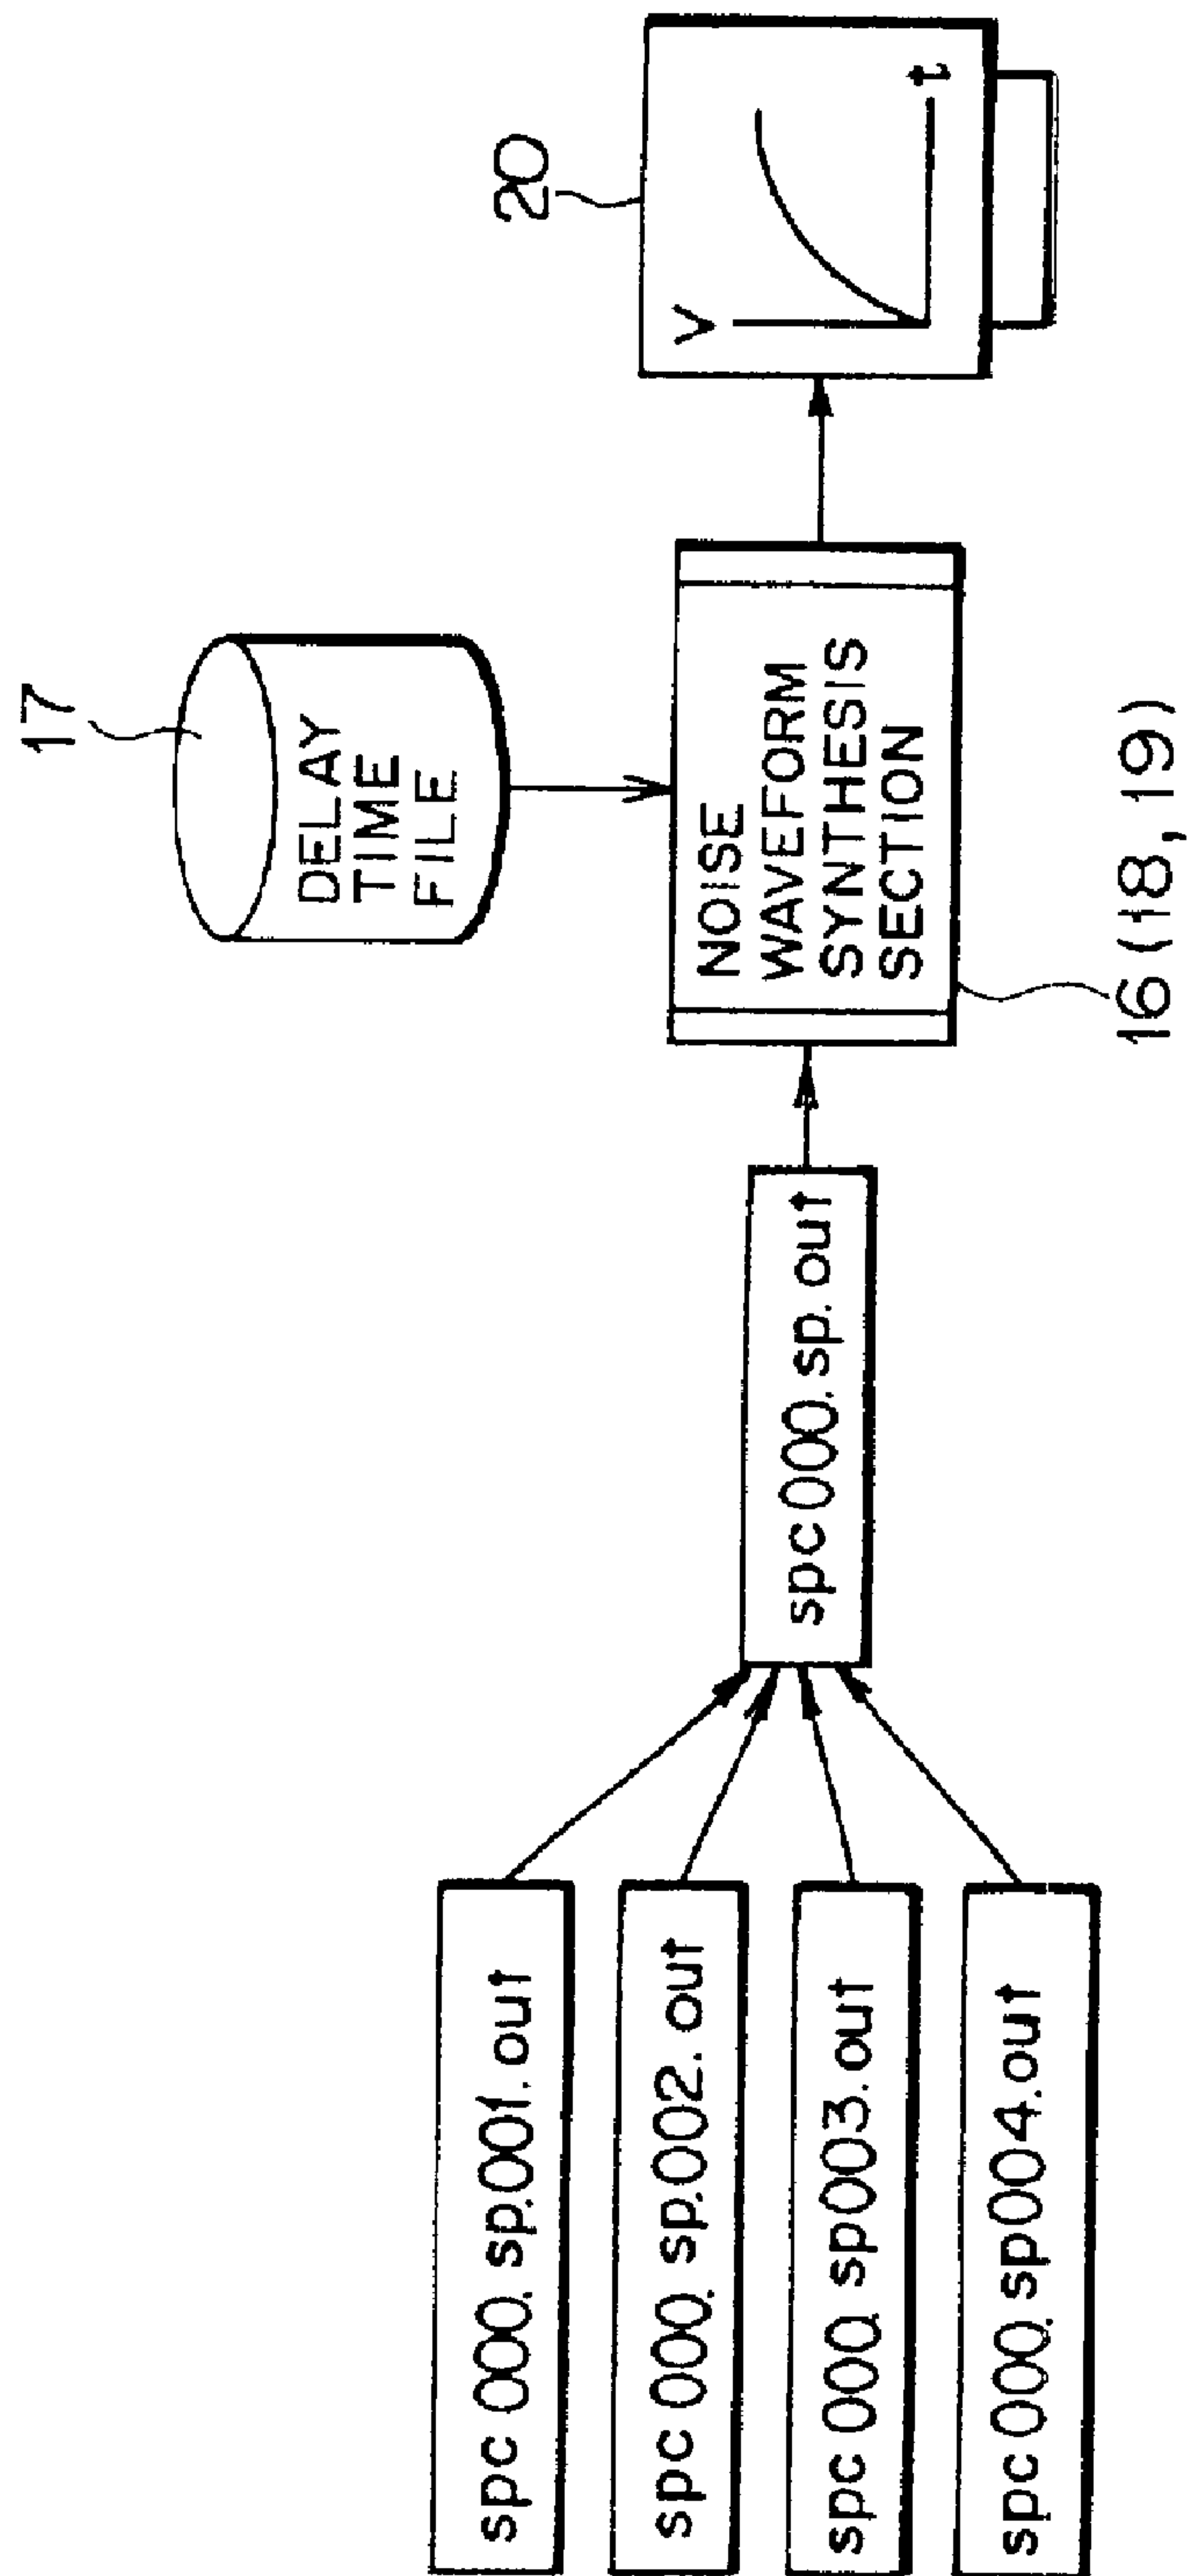 spc 000. sp.001. out
spc 000. sp.002. out
spc 000 sp003.out
spc 000. sp004.out
spc 000. sp. out
17
DELAY
TIME
FILE
NOISE
WAVEFORM
SYNTHESIS
SECTION
16 (18, 19)
20
V
t